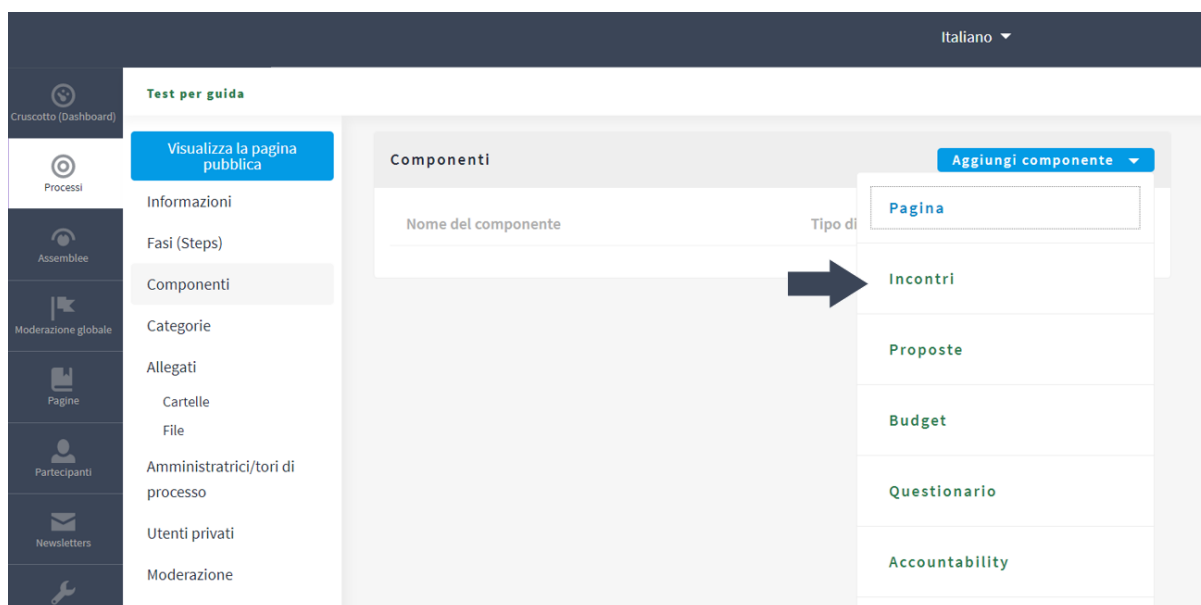 Italiano
Cruscotto (Dashboard)
Processi
Assemblee
Moderazione globale
Pagine
Partecipanti
Newsletters
Test per guida
Visualizza la pagina
pubblica
Informazioni
Fasi (Steps)
Componenti
Categorie
Allegati
Cartelle
File
Amministratrici/tori di
processo
Utenti privati
Moderazione
Componenti
Aggiungi componente
Nome del componente
Tipo di
Pagina
Incontri
Proposte
Budget
Questionario
Accountability